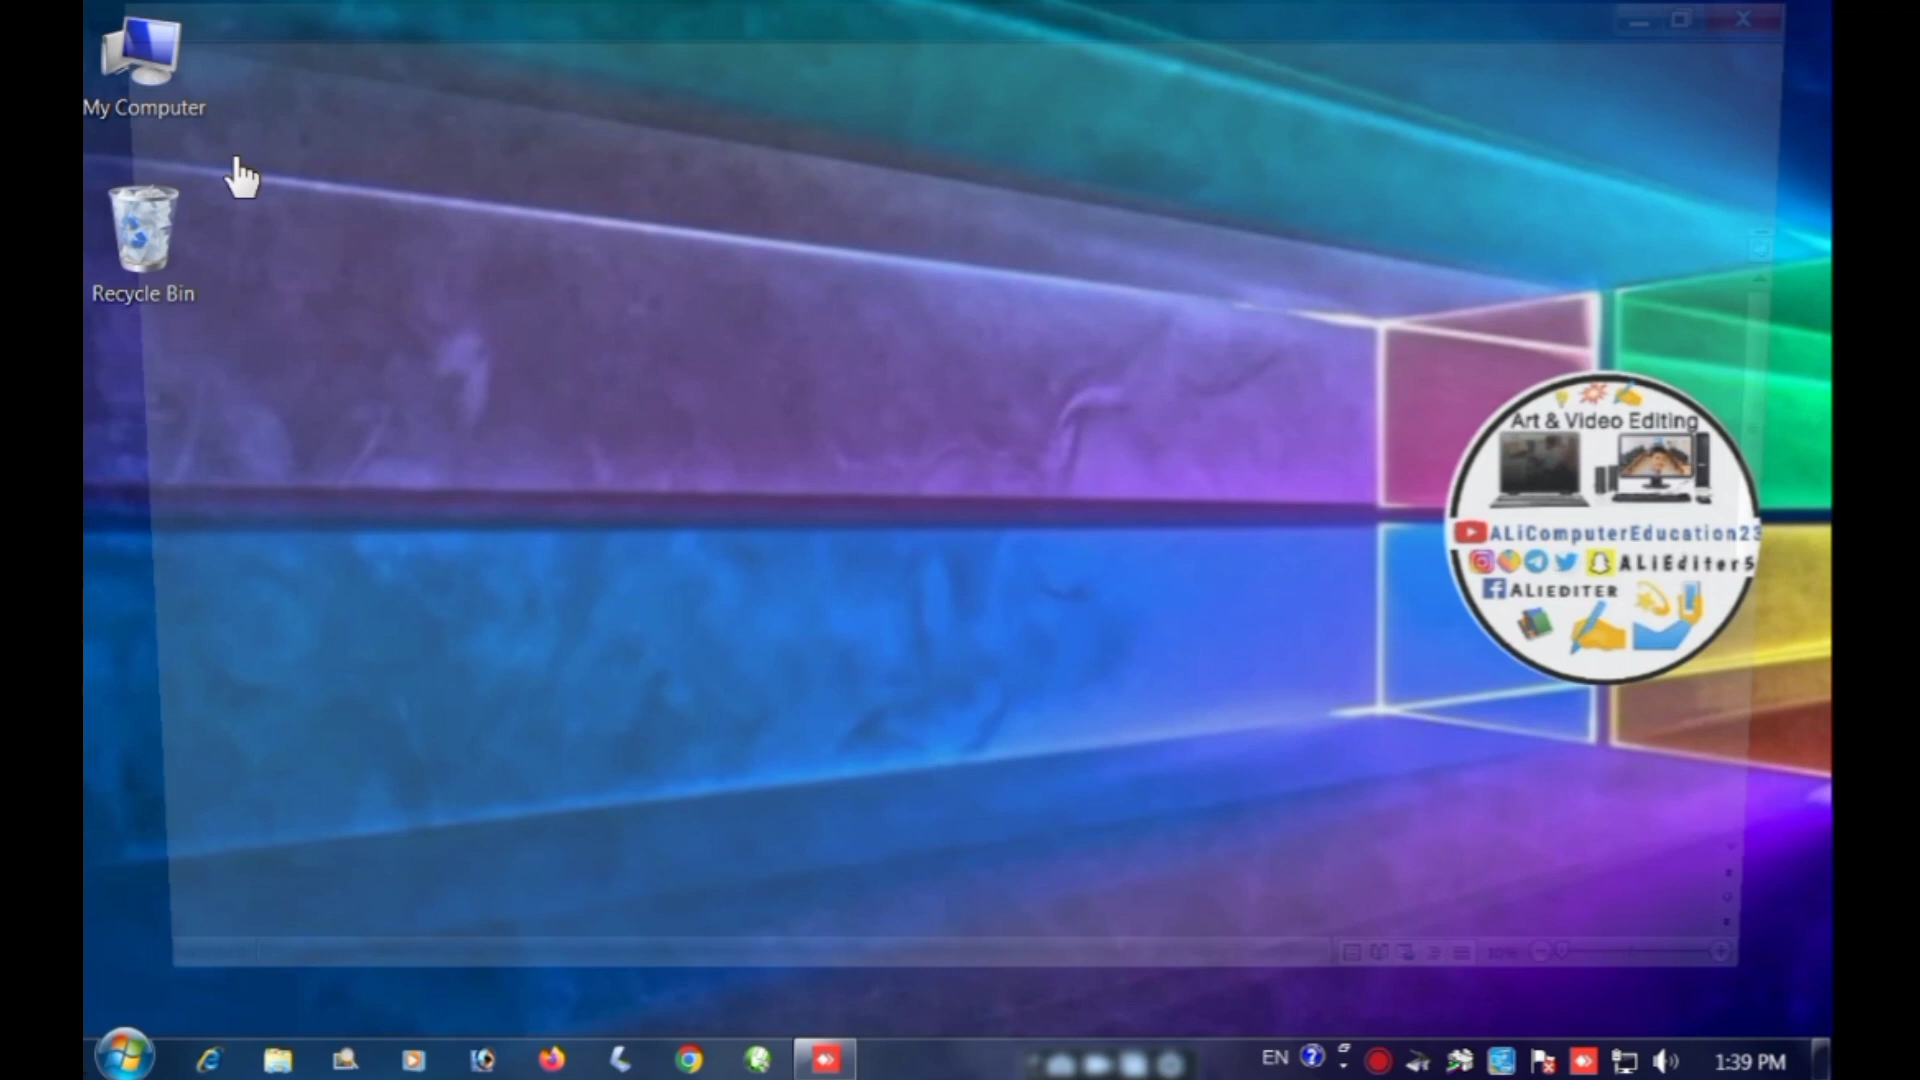 My Computer
Recycle Bin
Art & Video Editing
ALiComputerEducation23
ALiEditer5
ALIEDITER
EN
1:39 PM